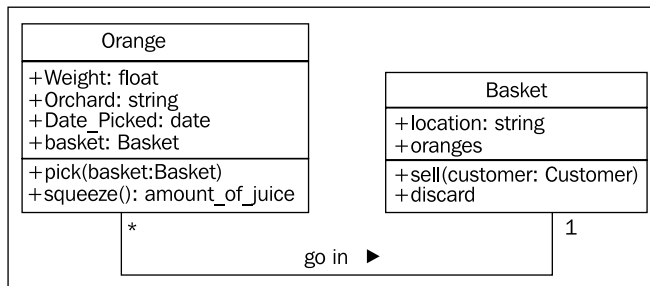 Orange
+Weight: float
+Orchard: string
+Date_Picked: date
+basket: Basket
+pick(basket:Basket)
+squeeze(): amount_of_juice
Basket
+location: string
+oranges
+sell(customer: Customer)
+discard
*
1
go in ▶